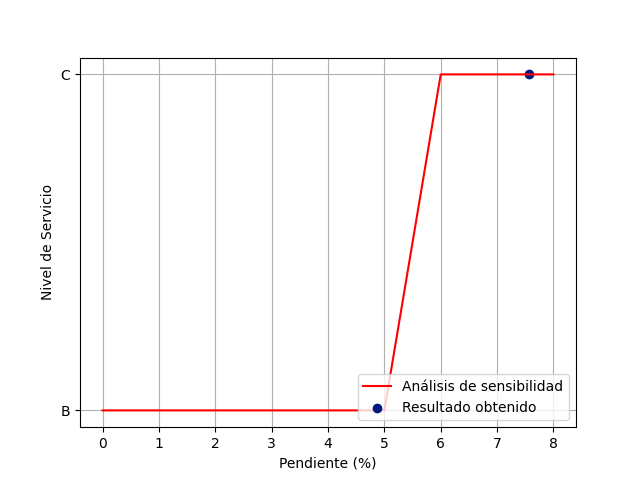 C
Nivel de Servicio
B
Análisis de sensibilidad
Resultado obtenido
0 1 2 3 4 5 6 7 8
Pendiente (%)